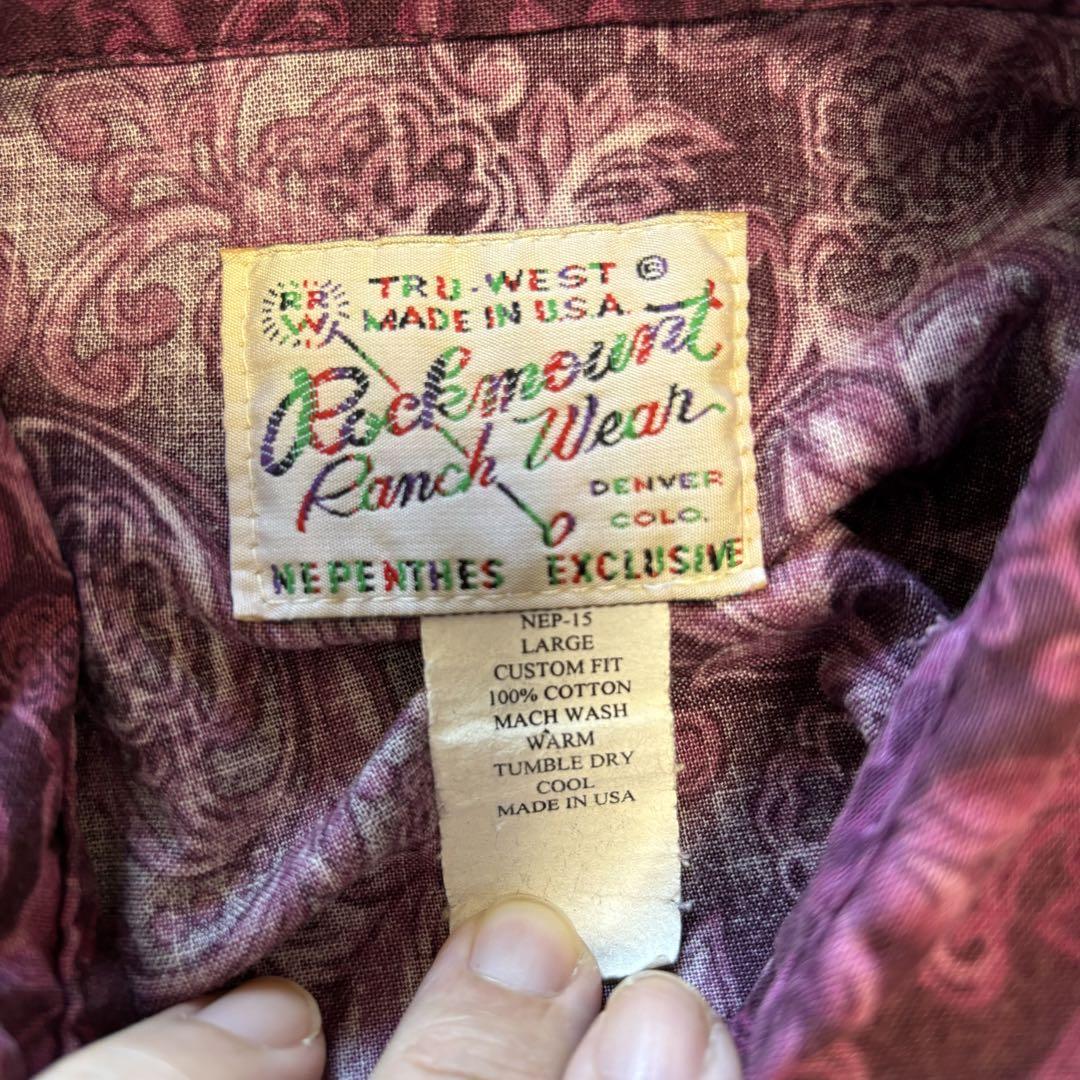 RR
W
TRU-WEST ®
MADE IN U.S.A.
Rockmount
Ranch Wear
DENVER
COLO.
NEPENTHES EXCLUSIVE
NEP-15
LARGE
CUSTOM FIT
100% COTTON
MACH WASH
WARM
TUMBLE DRY
COOL
MADE IN USA